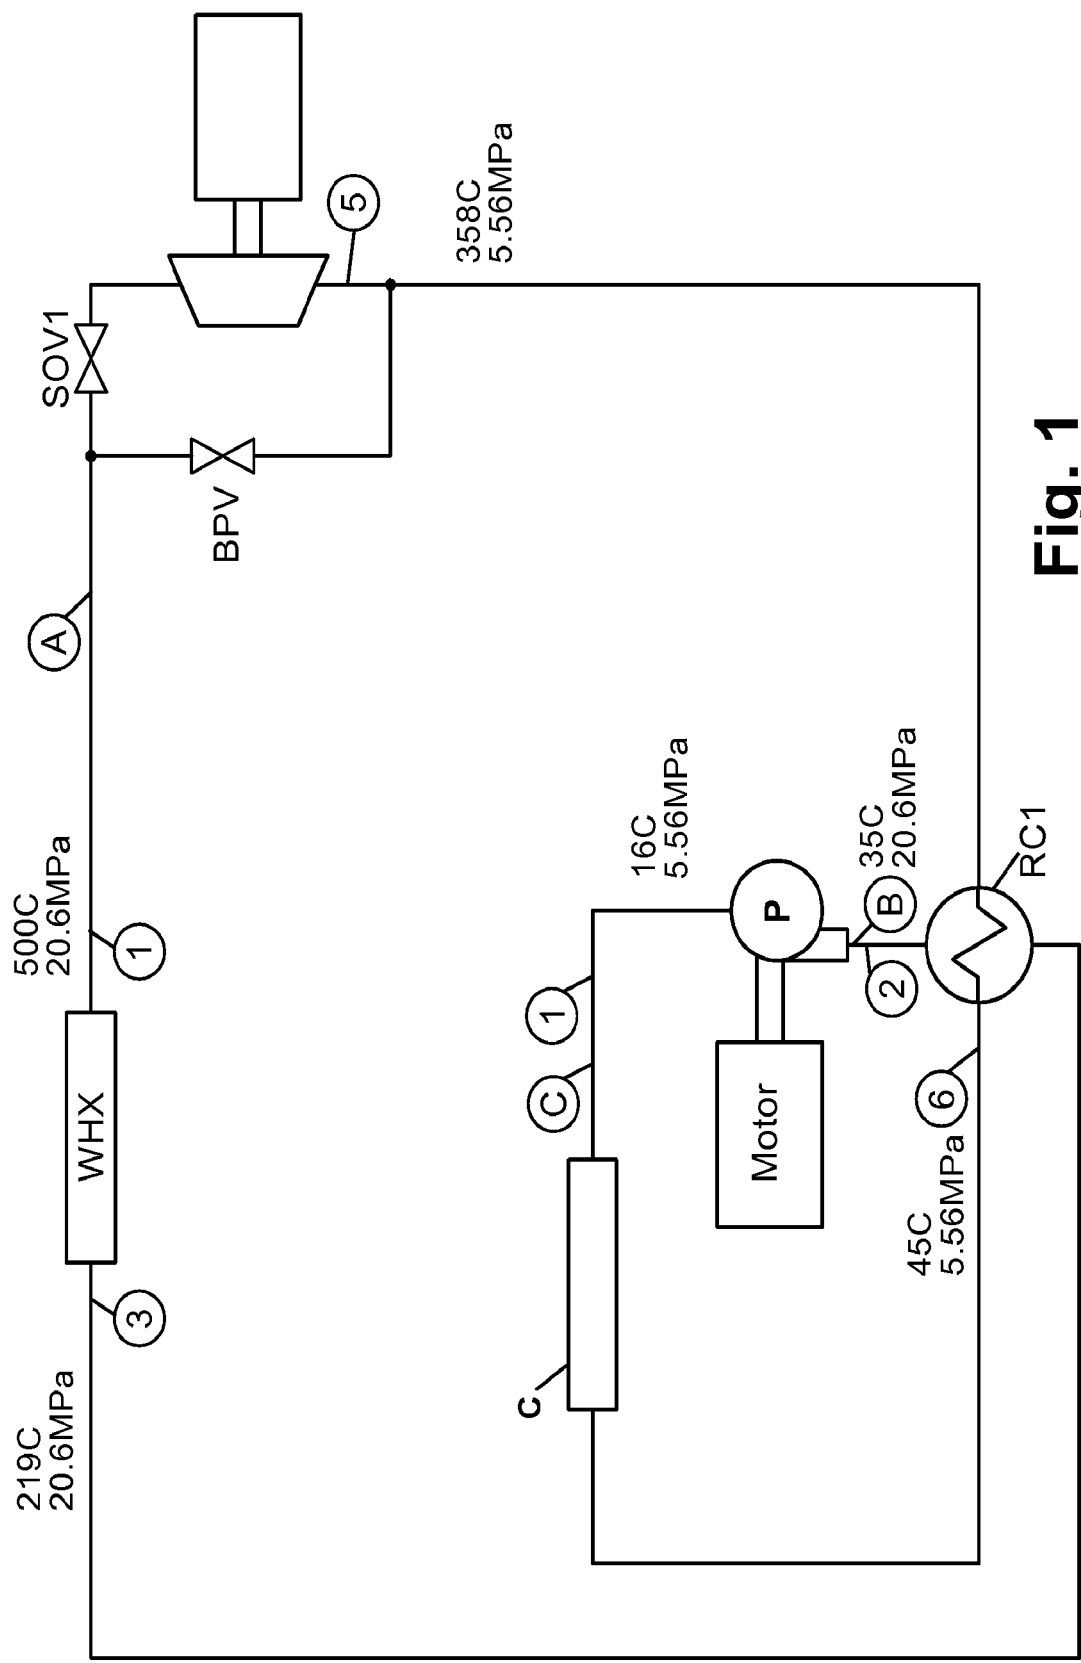 219C
20.6MPa
3
WHX
500C
20.6MPa
1
A
SOV1
BPV
5
358C
5.56MPa
c
C
1
16C
5.56MPa
Motor
P
35C
20.6MPa
B
2
45C
5.56MPa
6
RC1
Fig. 1